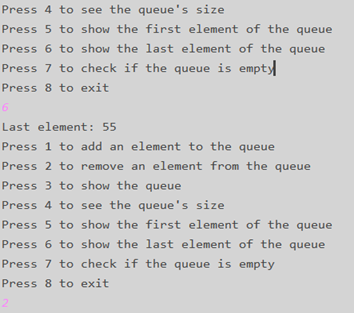 Press 4 to see the queue's size
Press 5 to show the first element of the queue
Press 6 to show the last element of the queue
Press 7 to check if the queue is empty
Press 8 to exit
6
Last element: 55
Press 1 to add an element to the queue
Press 2 to remove an element from the queue
Press 3 to show the queue
Press 4 to see the queue's size
Press 5 to show the first element of the queue
Press 6 to show the last element of the queue
Press 7 to check if the queue is empty
Press 8 to exit
2